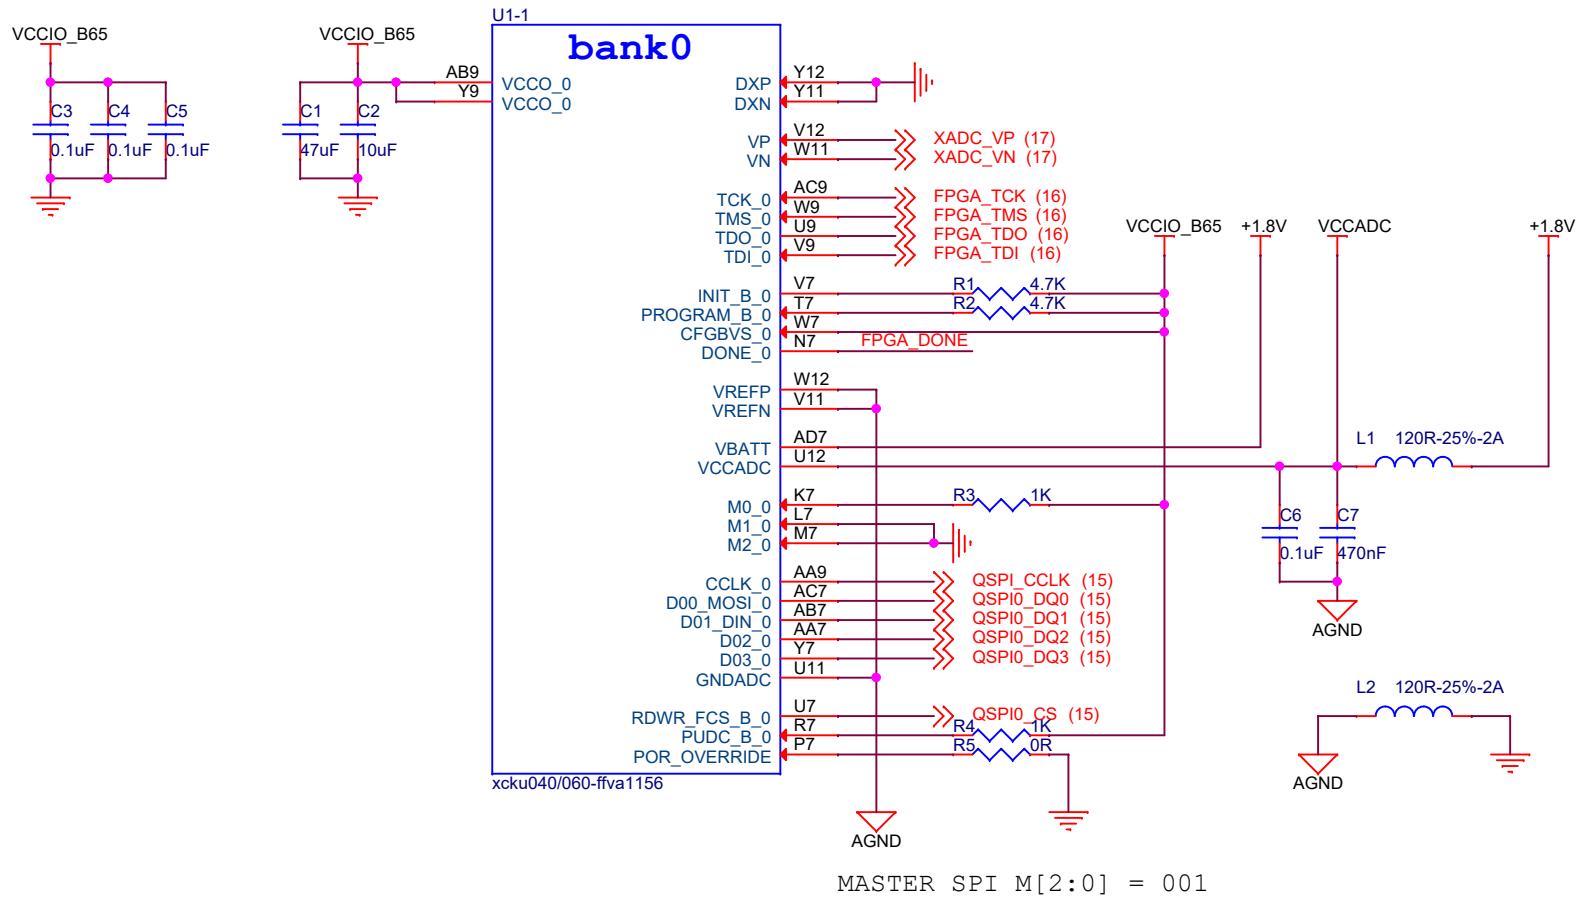 U1-1
bank0
VCCIO_B65
C3
C4
C5
0.1uF
0.1uF
0.1uF
VCCIO_B65
C1
C2
47uF
10uF
AB9 VCCO_0
Y9 VCCO_0
DXP Y12
DXN Y11
VP V12 XADC_VP (17)
VN W11 XADC_VN (17)
TCK_0 AC9 FPGA_TCK (16)
TMS_0 W9 FPGA_TMS (16)
TDO_0 U9 FPGA_TDO (16)
TDI_0 V9 FPGA_TDI (16)
INIT_B_0 V7 R1 4.7K
PROGRAM_B_0 T7 R2 4.7K
CFGBVS_0 W7
DONE_0 N7 FPGA_DONE
VREFP W12
VREFN V11
VBATT AD7
VCCADC U12
M0_0 K7 R3 1K
M1_0 L7
M2_0 M7
CCLK_0 AA9 QSPI_CCLK (15)
D00_MOSI_0 AC7 QSPI0_DQ0 (15)
D01_DIN_0 AB7 QSPI0_DQ1 (15)
D02_0 AA7 QSPI0_DQ2 (15)
D03_0 Y7 QSPI0_DQ3 (15)
GNDADC U11
RDWR_FCS_B_0 U7 QSPI0_CS (15)
PUDC_B_0 R7 R4 1K
POR_OVERRIDE P7 R5 0R
xcku040/060-ffva1156
AGND
VCCIO_B65
+1.8V
VCCADC
+1.8V
L1 120R-25%-2A
C6
C7
0.1uF
470nF
AGND
L2 120R-25%-2A
AGND
MASTER SPI M[2:0] = 001